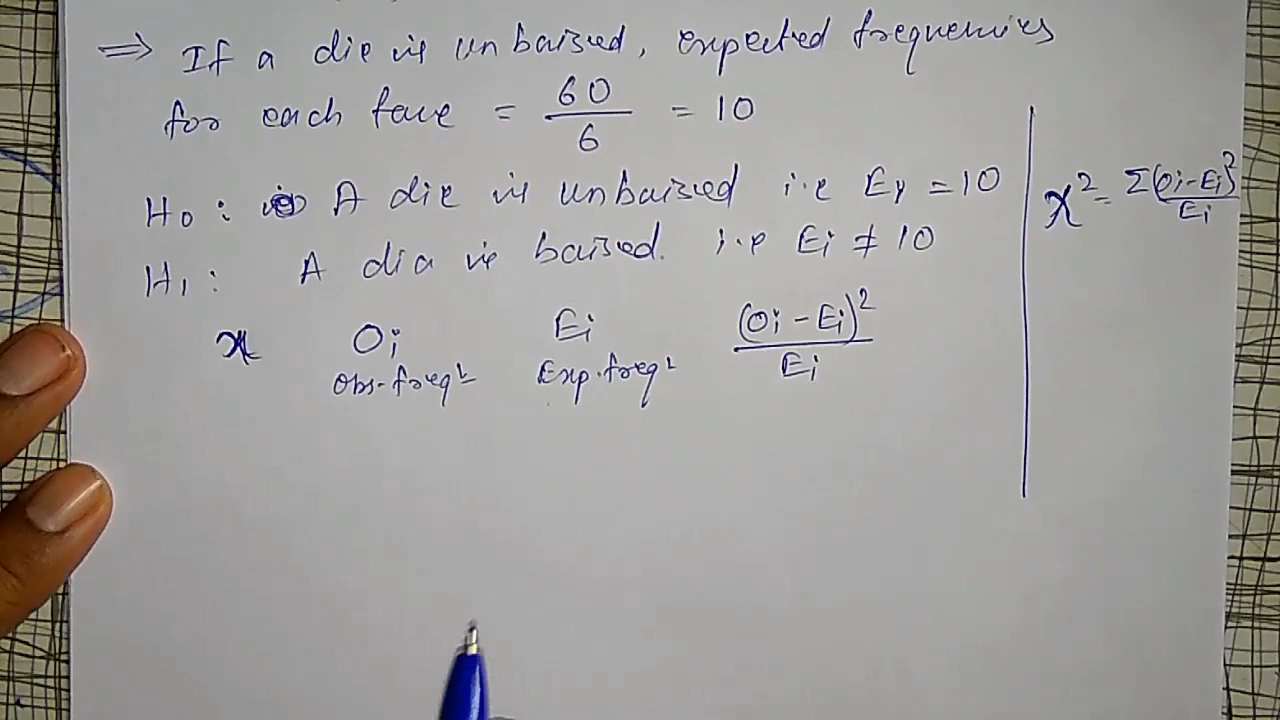 ⇒ If a die is unbaised, expected frequencies
for each face = 60/6 = 10
H₀ : A die is unbaised i.e Ei = 10
H₁ : A dia is baised. i.e Ei ≠ 10
x Oi Ei (Oi - Ei)²/Ei
Obs. freq Exp. freq
χ² = Σ(Oi-Ei)²/Ei